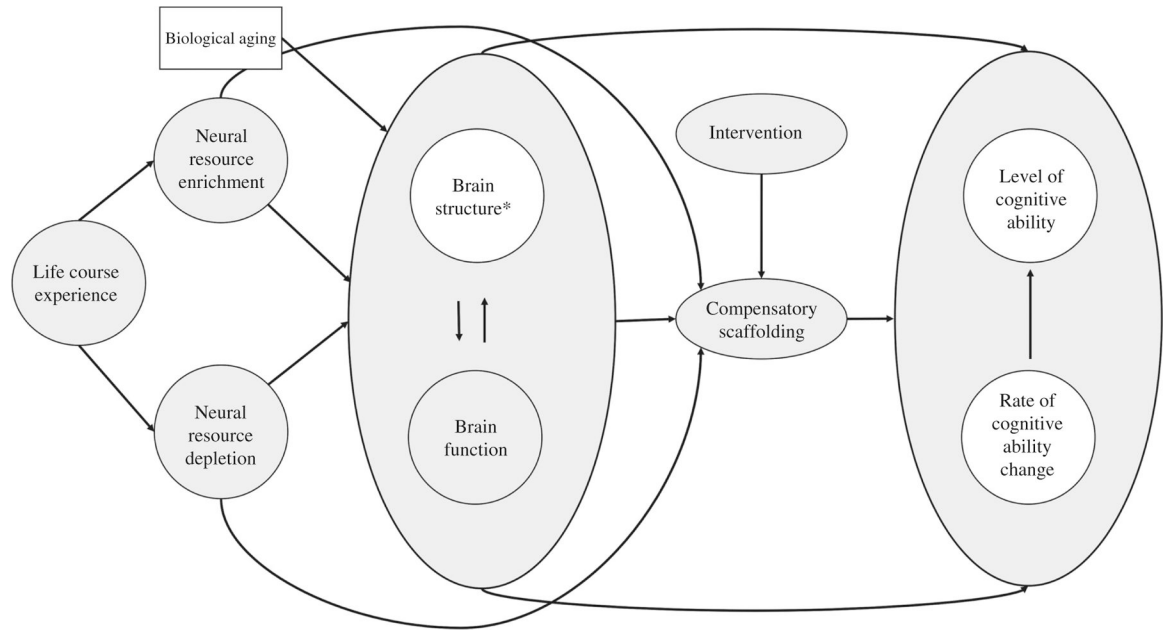 Biological aging
Neural
resource
enrichment
Life course
experience
Neural
resource
depletion
Brain
structure*
Brain
function
Intervention
Compensatory
scaffolding
Level of
cognitive
ability
Rate of
cognitive
ability
change